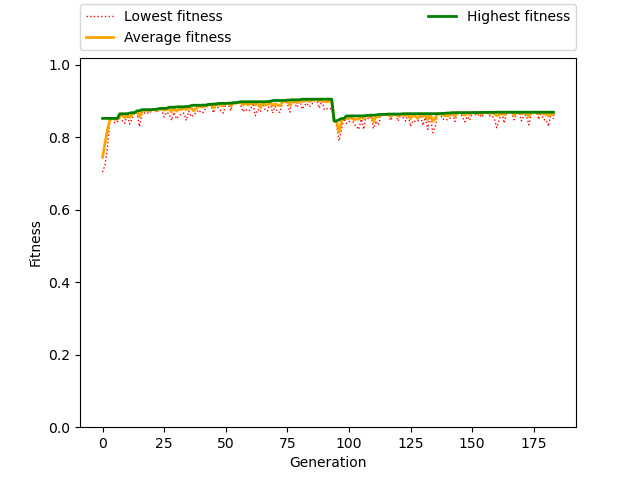 Lowest fitness
Average fitness
Highest fitness
1.0
0.8
0.6
0.4
0.2
0.0
Fitness
0 25 50 75 100 125 150 175
Generation